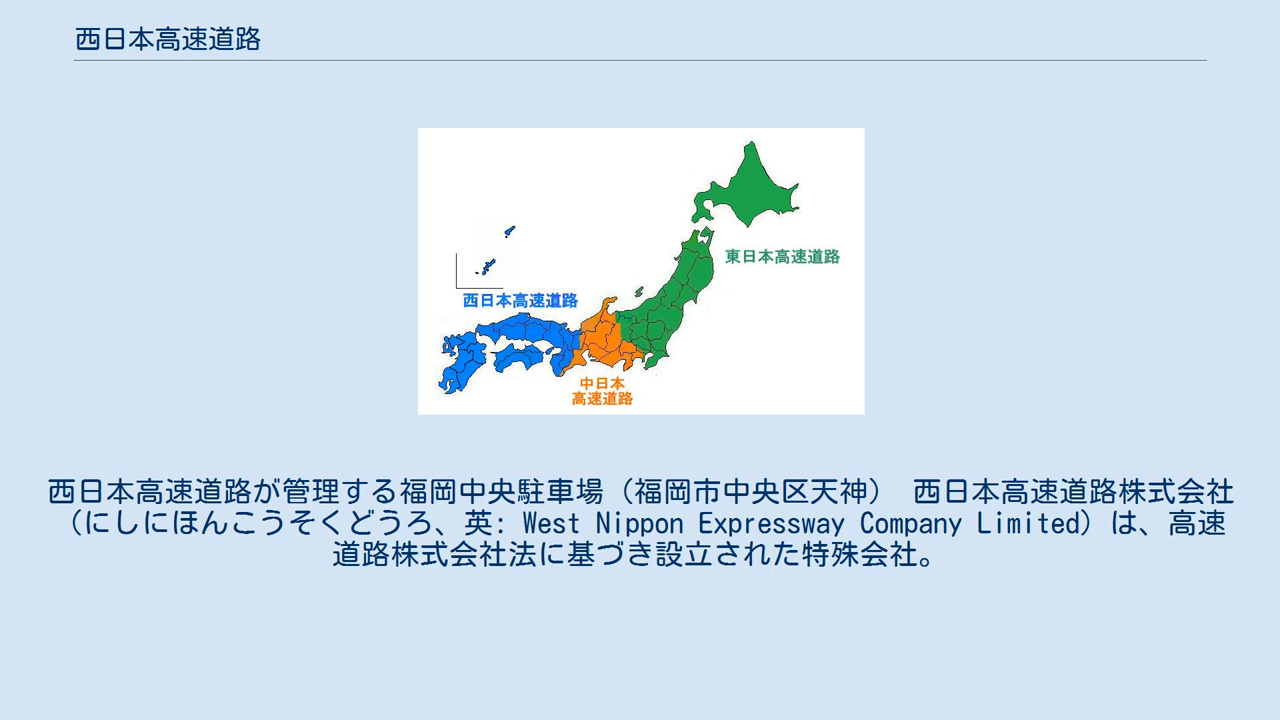 西日本高速道路
東日本高速道路
西日本高速道路
中日本
高速道路
西日本高速道路が管理する福岡中央駐車場（福岡市中央区天神） 西日本高速道路株式会社
（にしにほんこうそくどうろ、英: West Nippon Expressway Company Limited）は、高速
道路株式会社法に基づき設立された特殊会社。